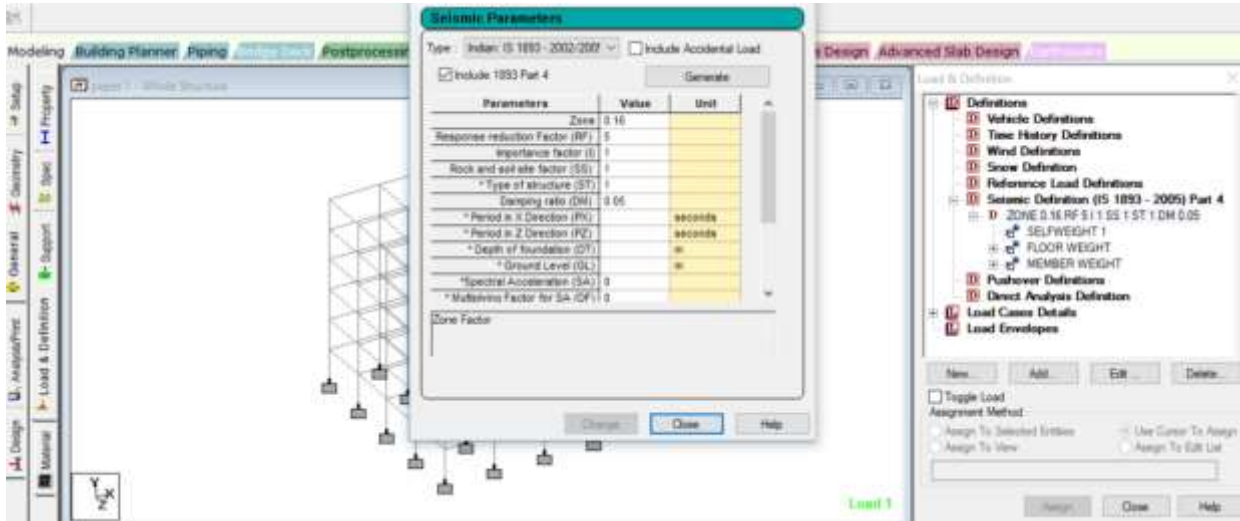 Seismic Parameters
Type : Indian: IS 1893 - 2002/200 Include Accidental Load
Include 1893 Part 4 Generate
Parameters Value Unit
Zone 0.16
Response reduction Factor (RF) 5
Importance factor (I) 1
Rock and soil site factor (SS) 1
* Type of structure (ST) 1
Damping ratio (DM) 0.05
* Period in X Direction (PX) seconds
* Period in Z Direction (PZ) seconds
* Depth of foundation (DT) m
* Ground Level (GL) m
*Spectral Acceleration (SA) 0
* Multiplying Factor for SA (DF) 0
Zone Factor
Change Close Help
Modeling Building Planner Piping Bridge Deck Postprocessing
Design Advanced Slab Design Earthquake
Setup
Geometry
General
Analysis/Print
Design
Property
Spec
Support
Load & Definition
Material
Whole Structure
Y
X
Z
Load 1
Load & Definition
Definitions
Vehicle Definitions
Time History Definitions
Wind Definitions
Snow Definition
Reference Load Definitions
Seismic Definition (IS 1893 - 2005) Part 4
ZONE 0.16 RF 5 I 1 SS 1 ST 1 DM 0.05
SELFWEIGHT 1
FLOOR WEIGHT
MEMBER WEIGHT
Pushover Definitions
Direct Analysis Definition
Load Cases Details
Load Envelopes
New... Add... Edit... Delete...
Toggle Load
Assignment Method
Assign To Selected Entities Use Cursor To Assign
Assign To View Assign To Edit List
Assign Close Help